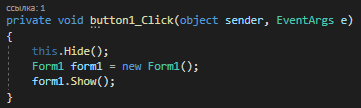 ссылка: 1
private void button1_Click(object sender, EventArgs e)
{
this.Hide();
Form1 form1 = new Form1();
form1.Show();
}